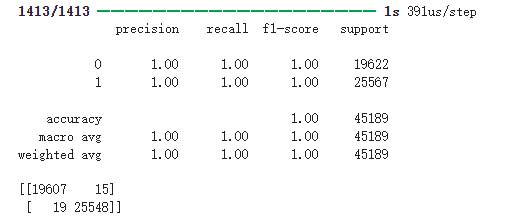 1413/1413 ━━━━━━━━━━━━━━━━━━━━ 1s 391us/step
precision recall f1-score support
0 1.00 1.00 1.00 19622
1 1.00 1.00 1.00 25567
accuracy 1.00 45189
macro avg 1.00 1.00 1.00 45189
weighted avg 1.00 1.00 1.00 45189
[[19607 15]
[ 19 25548]]